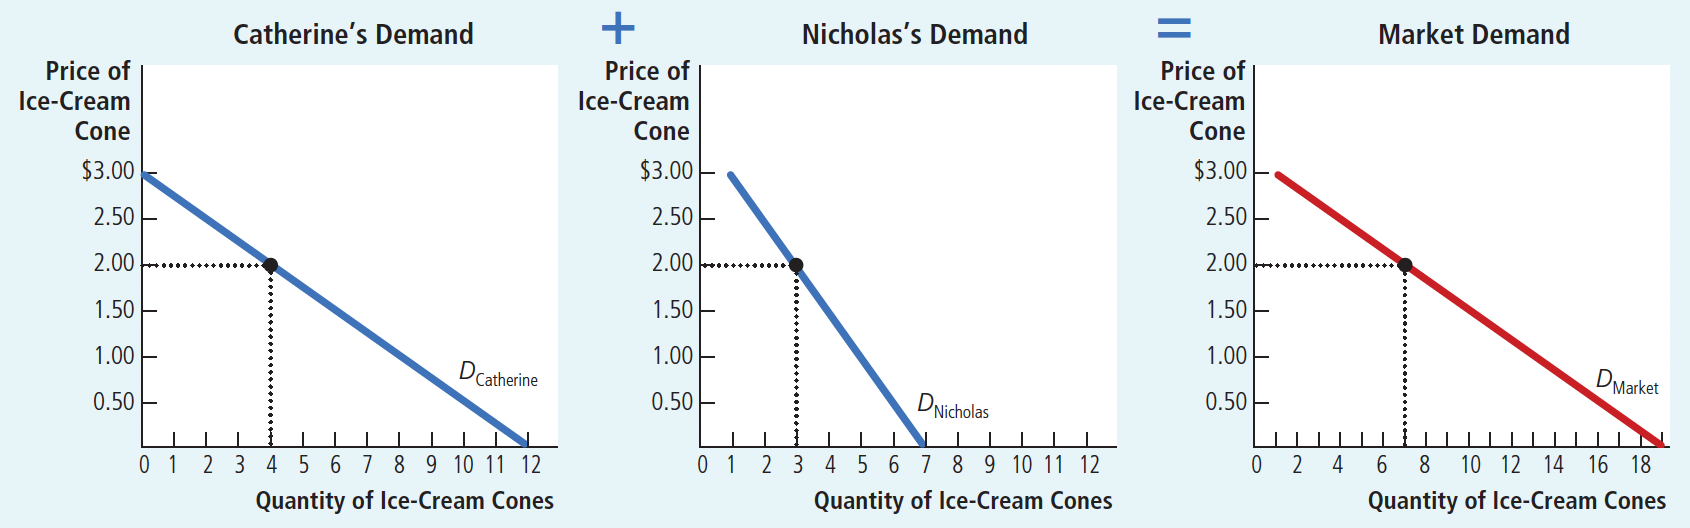 Catherine's Demand
+
Nicholas's Demand
=
Market Demand
Price of
Ice-Cream
Cone
$3.00
2.50
2.00
1.50
1.00
0.50
D Catherine
0 1 2 3 4 5 6 7 8 9 10 11 12
Quantity of Ice-Cream Cones
Price of
Ice-Cream
Cone
$3.00
2.50
2.00
1.50
1.00
0.50
D Nicholas
0 1 2 3 4 5 6 7 8 9 10 11 12
Quantity of Ice-Cream Cones
Price of
Ice-Cream
Cone
$3.00
2.50
2.00
1.50
1.00
0.50
D Market
0 2 4 6 8 10 12 14 16 18
Quantity of Ice-Cream Cones